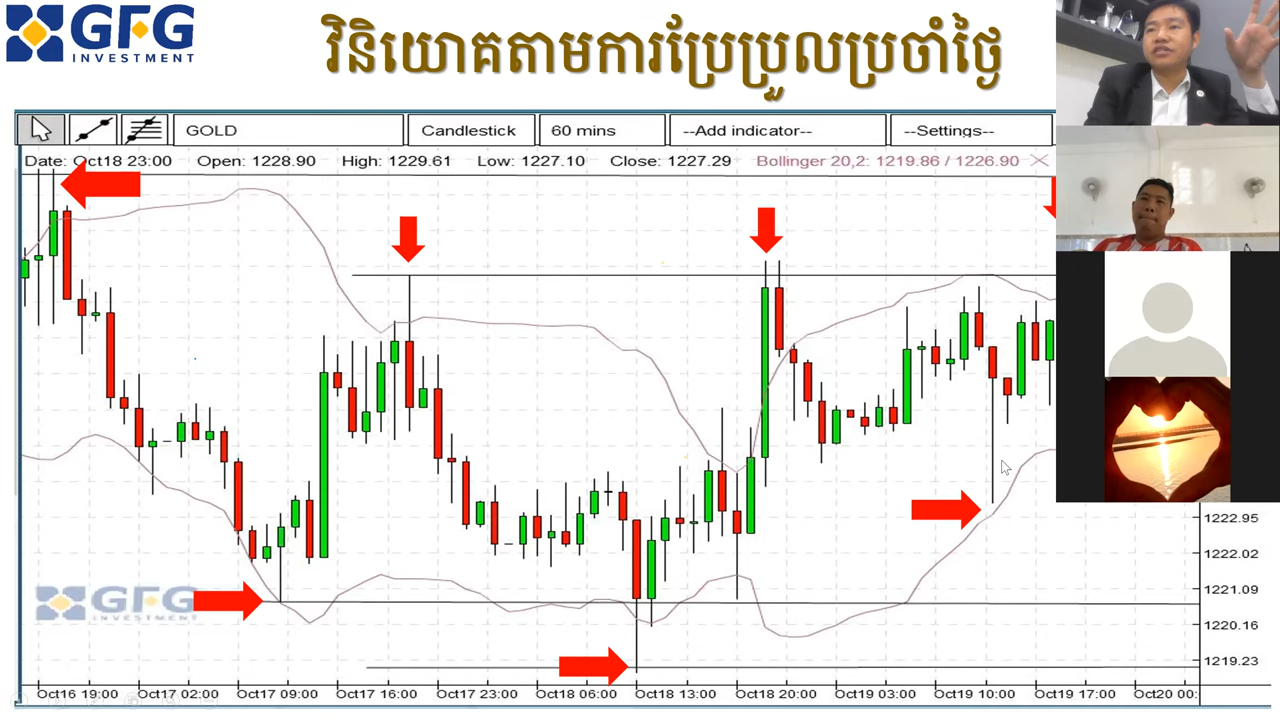 GFG
INVESTMENT
វិនិយោគតាមការប្រែប្រួលប្រចាំថ្ងៃ
GOLD
Candlestick
60 mins
--Add indicator--
--Settings--
Date: Oct18 23:00 Open: 1228.90 High: 1229.61 Low: 1227.10 Close: 1227.29 Bollinger 20,2: 1219.86 / 1226.90
1222.95
1222.02
1221.09
GFG
INVESTMENT
1220.16
1219.23
Oct16 19:00 Oct17 02:00 Oct17 09:00 Oct17 16:00 Oct17 23:00 Oct18 06:00 Oct18 13:00 Oct18 20:00 Oct19 03:00 Oct19 10:00 Oct19 17:00 Oct20 00: